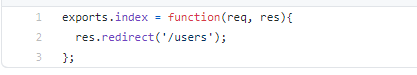 1 exports.index = function(req, res){
2   res.redirect('/users');
3 };